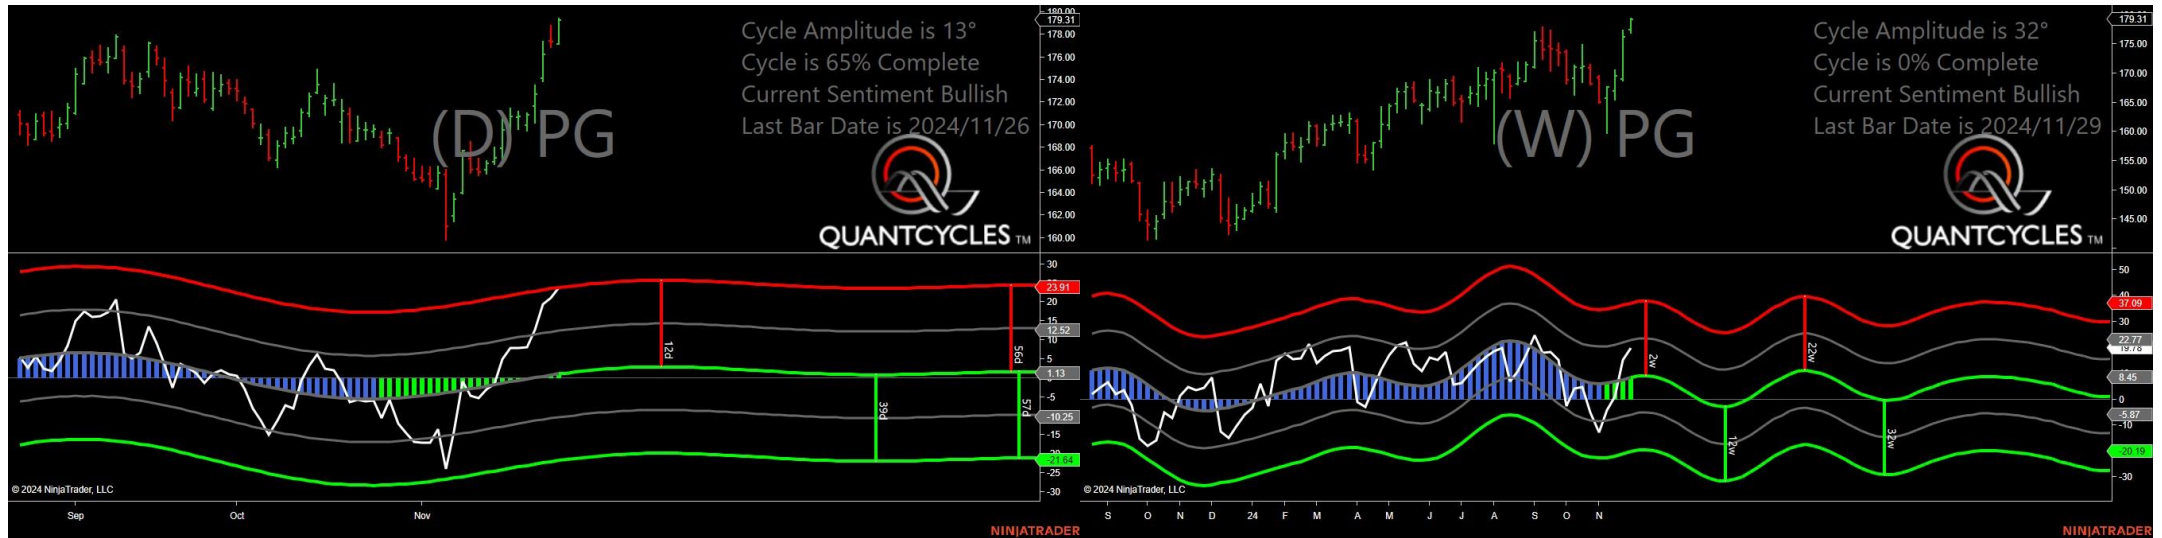 Cycle Amplitude is 13°
Cycle is 65% Complete
Current Sentiment Bullish
Last Bar Date is 2024/11/26
(D) PG
QUANTCYCLES TM
180.00
179.31
178.00
176.00
174.00
172.00
170.00
168.00
166.00
164.00
162.00
160.00
30
23.91
20
15
12.52
10
5
1.13
-5
-10.25
-15
-21.64
-25
-30
12d
39d
56d
57d
© 2024 NinjaTrader, LLC
Sep
Oct
Nov
NINJATRADER
Cycle Amplitude is 32°
Cycle is 0% Complete
Current Sentiment Bullish
Last Bar Date is 2024/11/29
(W) PG
QUANTCYCLES TM
179.31
175.00
170.00
165.00
160.00
155.00
150.00
145.00
50
37.09
30
22.77
19.78
8.45
0
-5.87
-10
-20.19
-30
2w
12w
22w
32w
© 2024 NinjaTrader, LLC
S
O
N
D
24
F
M
A
M
J
J
A
S
O
N
NINJATRADER